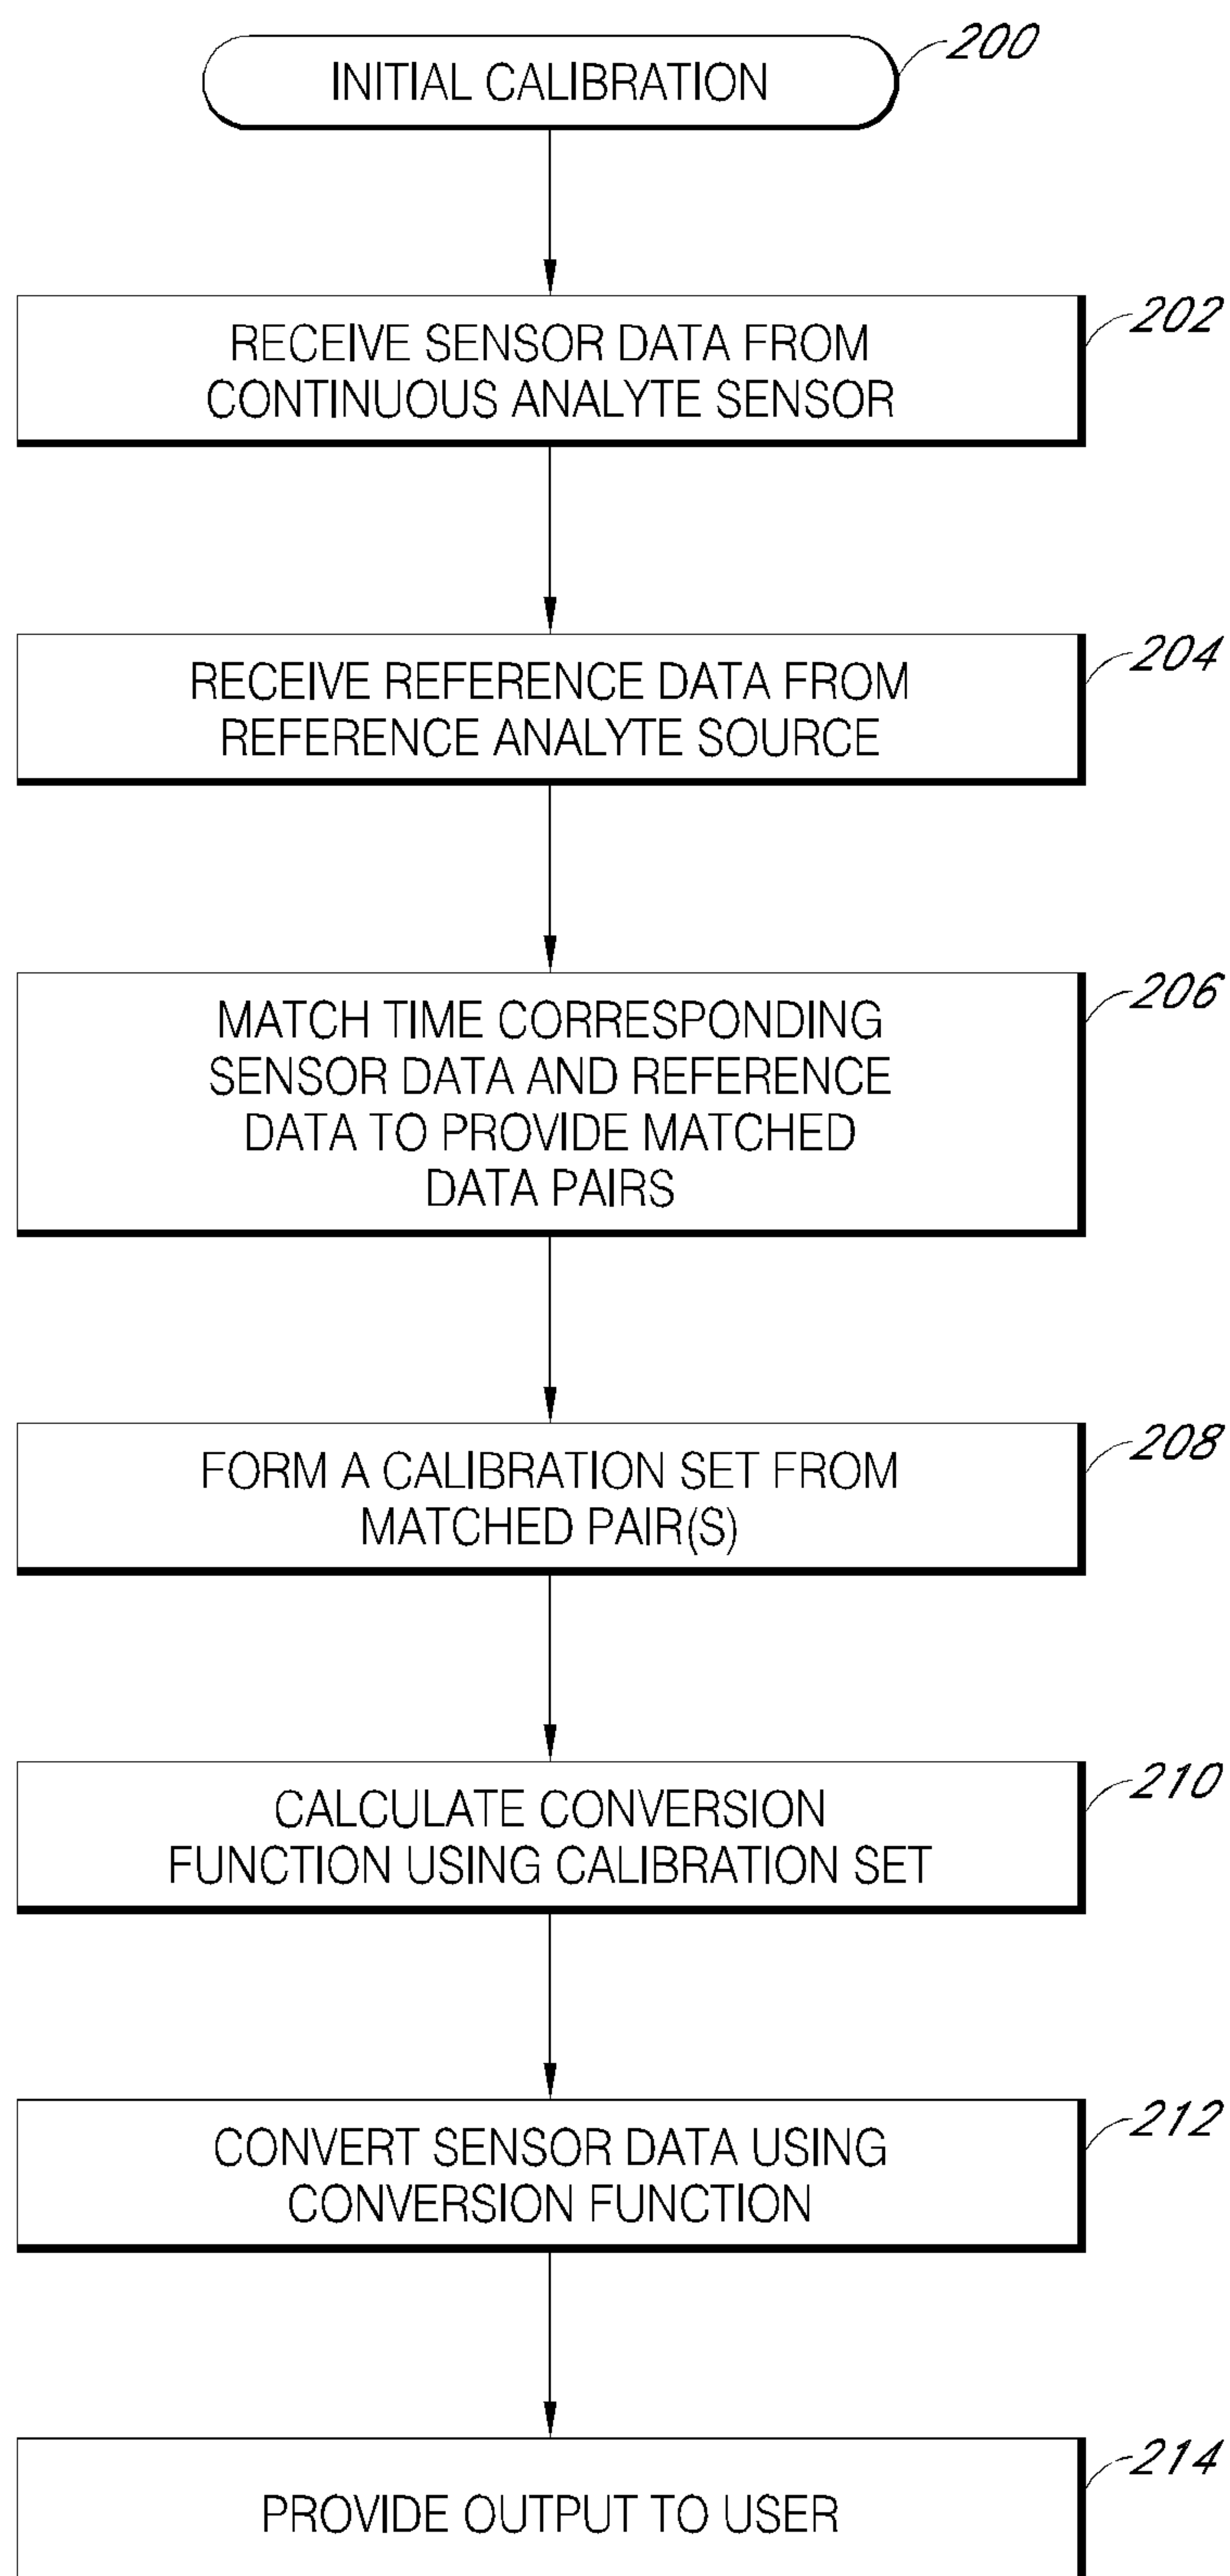 INITIAL CALIBRATION
200
RECEIVE SENSOR DATA FROM
CONTINUOUS ANALYTE SENSOR
202
RECEIVE REFERENCE DATA FROM
REFERENCE ANALYTE SOURCE
204
MATCH TIME CORRESPONDING
SENSOR DATA AND REFERENCE
DATA TO PROVIDE MATCHED
DATA PAIRS
206
FORM A CALIBRATION SET FROM
MATCHED PAIR(S)
208
CALCULATE CONVERSION
FUNCTION USING CALIBRATION SET
210
CONVERT SENSOR DATA USING
CONVERSION FUNCTION
212
PROVIDE OUTPUT TO USER
214